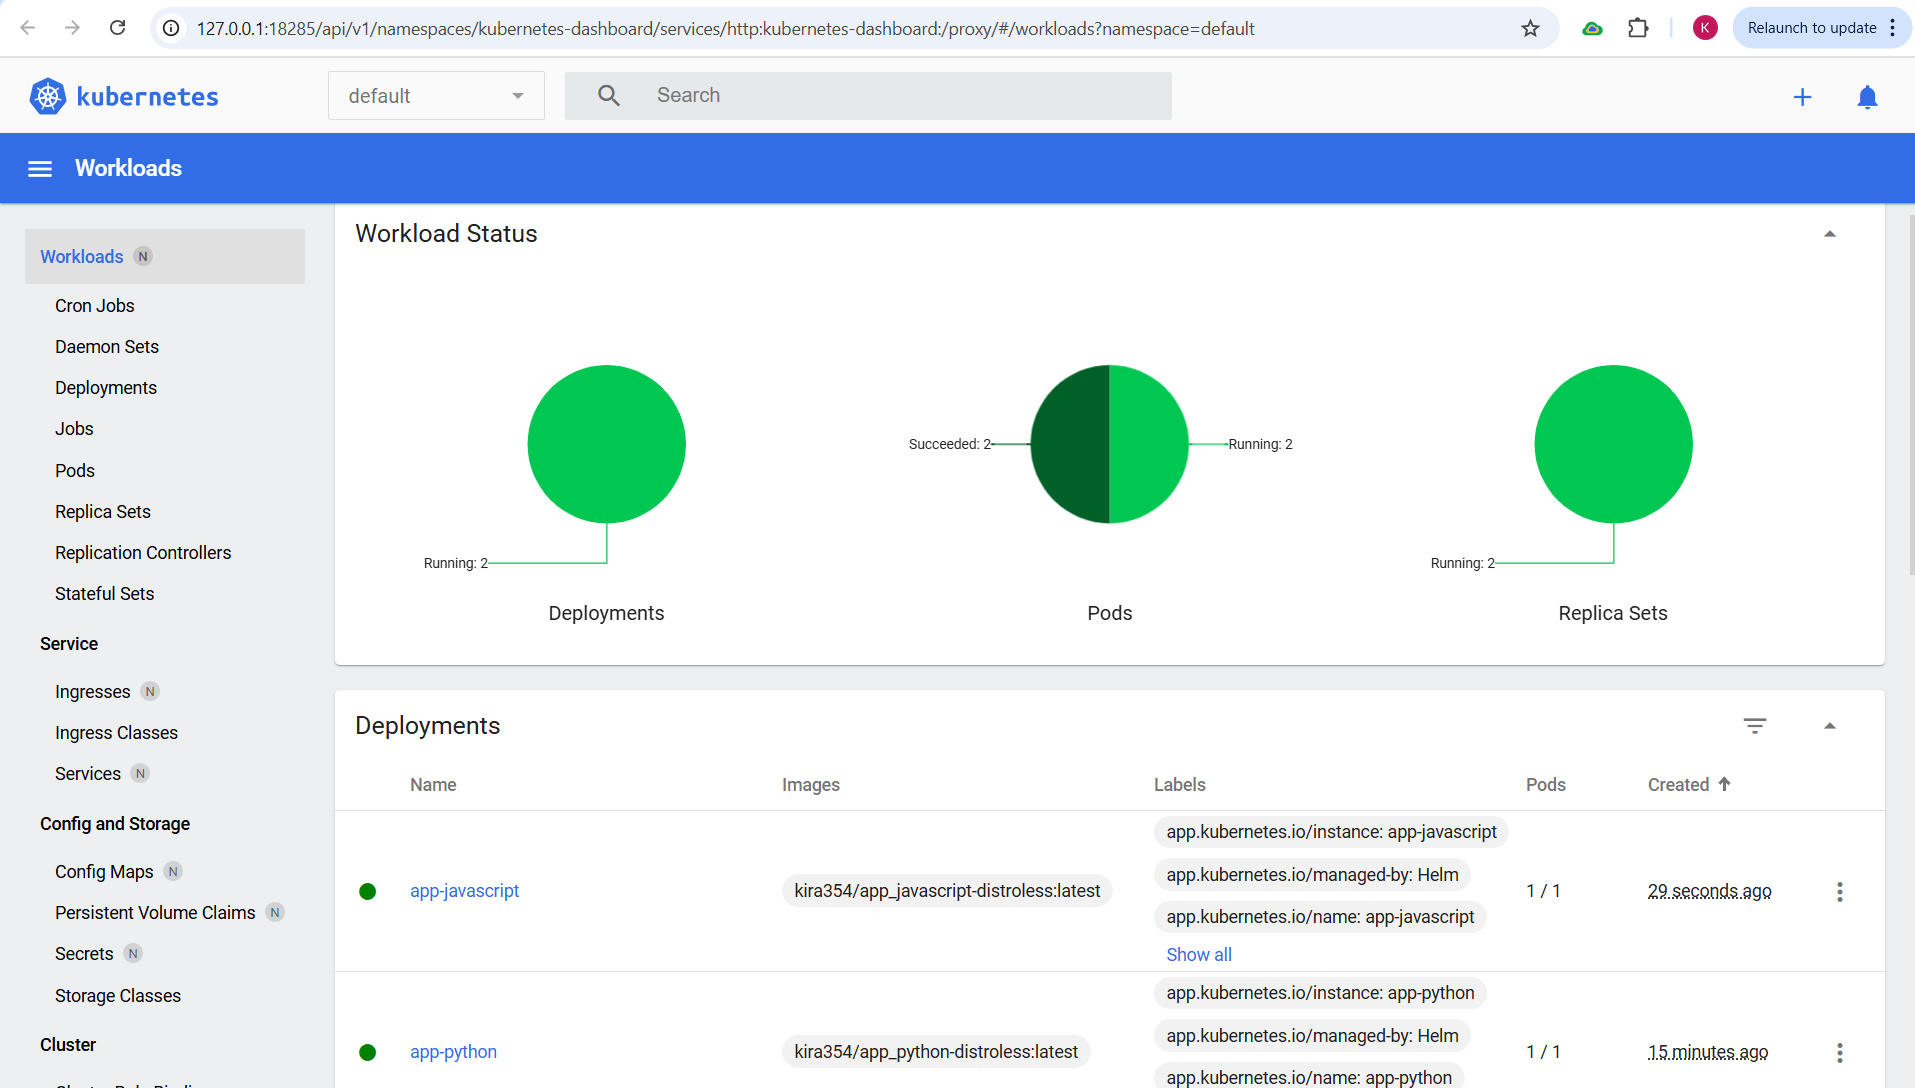 127.0.0.1:18285/api/v1/namespaces/kubernetes-dashboard/services/http:kubernetes-dashboard:/proxy/#/workloads?namespace=default
K
Relaunch to update
kubernetes
default
Search
Workloads
Workloads N
Cron Jobs
Daemon Sets
Deployments
Jobs
Pods
Replica Sets
Replication Controllers
Stateful Sets
Service
Ingresses N
Ingress Classes
Services N
Config and Storage
Config Maps N
Persistent Volume Claims N
Secrets N
Storage Classes
Cluster
Workload Status
Running: 2
Deployments
Succeeded: 2
Running: 2
Pods
Running: 2
Replica Sets
Deployments
Name Images Labels Pods Created
app-javascript
kira354/app_javascript-distroless:latest
app.kubernetes.io/instance: app-javascript
app.kubernetes.io/managed-by: Helm
app.kubernetes.io/name: app-javascript
Show all
1 / 1
29 seconds ago
app-python
kira354/app_python-distroless:latest
app.kubernetes.io/instance: app-python
app.kubernetes.io/managed-by: Helm
app.kubernetes.io/name: app-python
1 / 1
15 minutes ago